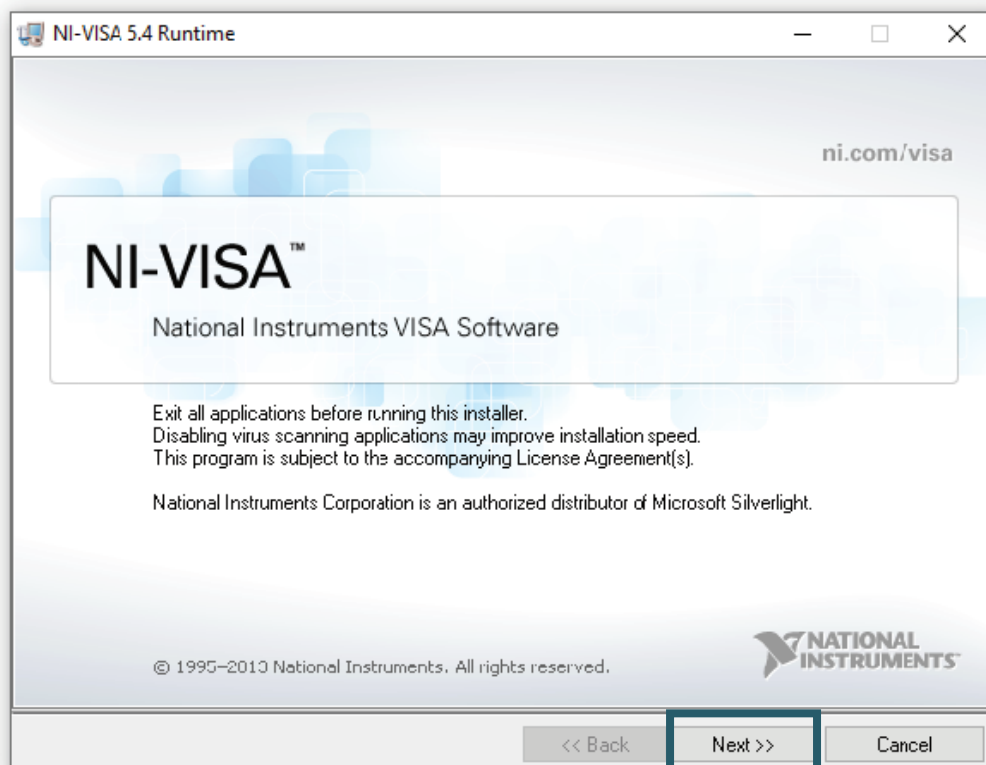 NI-VISA 5.4 Runtime
ni.com/visa
NI-VISA™
National Instruments VISA Software
Exit all applications before running this installer.
Disabling virus scanning applications may improve installation speed.
This program is subject to the accompanying License Agreement(s).
National Instruments Corporation is an authorized distributor of Microsoft Silverlight.
© 1995–2013 National Instruments. All rights reserved.
NATIONAL
INSTRUMENTS™
<< Back
Next >>
Cancel